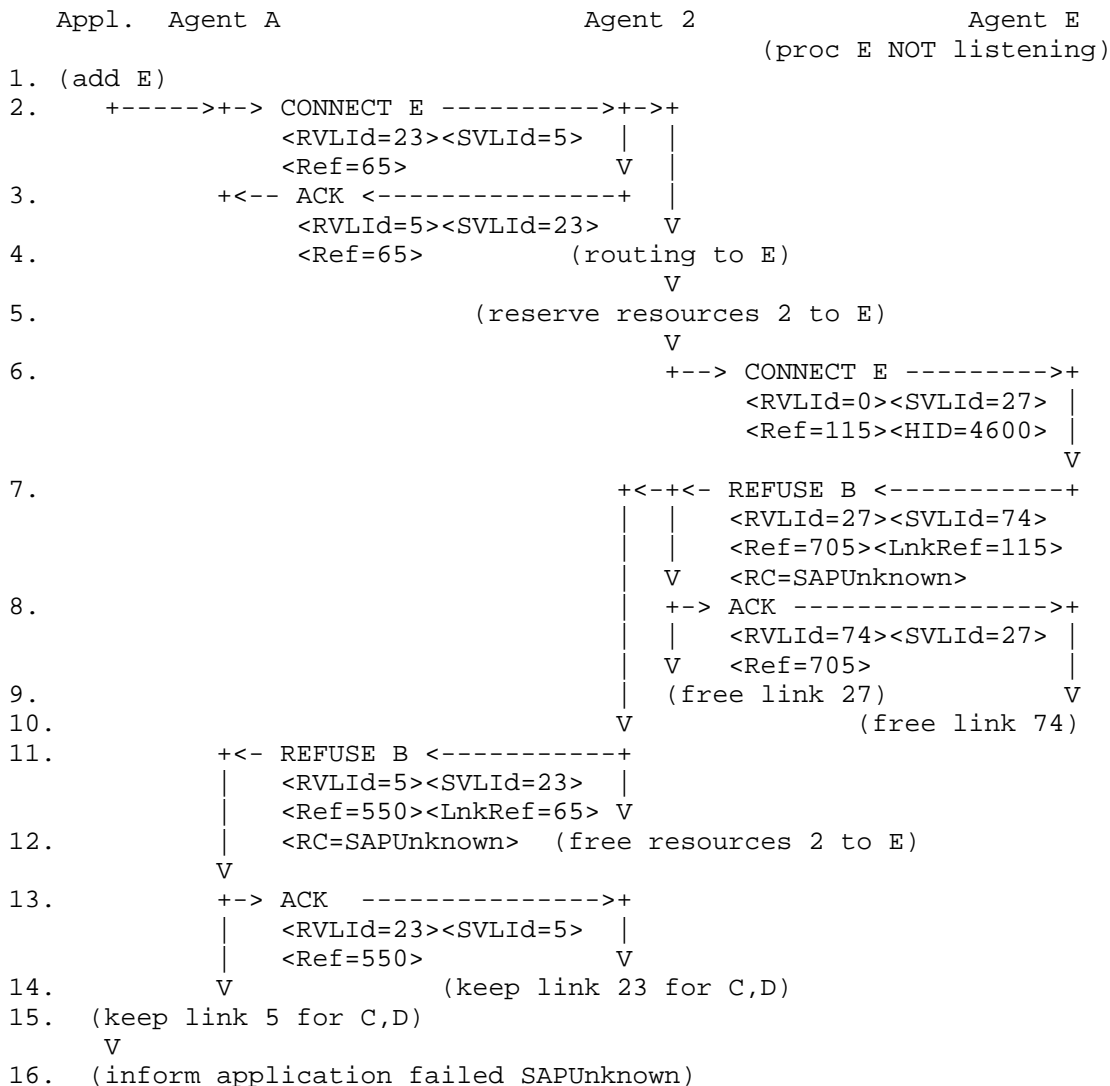 Appl.  Agent A                    Agent 2                  Agent E
                                                  (proc E NOT listening)
1. (add E)
2.     +----->+-> CONNECT E ---------->+->+
                  <RVLId=23><SVLId=5>  |  |
                  <Ref=65>             V  |
3.            +<-- ACK <---------------+  |
                   <RVLId=5><SVLId=23>    V
4.                 <Ref=65>         (routing to E)
                                          V
5.                            (reserve resources 2 to E)
                                          V
6.                                        +--> CONNECT E --------->+
                                               <RVLId=0><SVLId=27> |
                                               <Ref=115><HID=4600> |
                                                                   V
7.                                     +<-+<- REFUSE B <-----------+
                                       |  |   <RVLId=27><SVLId=74>
                                       |  |   <Ref=705><LnkRef=115>
                                       |  V   <RC=SAPUnknown>
8.                                     |  +-> ACK ---------------->+
                                       |  |   <RVLId=74><SVLId=27> |
                                       |  V   <Ref=705>            |
9.                                     |  (free link 27)           V
10.                                    V              (free link 74)
11.           +<- REFUSE B <-----------+
              |   <RVLId=5><SVLId=23>  |
              |   <Ref=550><LnkRef=65> V
12.           |   <RC=SAPUnknown>  (free resources 2 to E)
              V
13.           +-> ACK  --------------->+
              |   <RVLId=23><SVLId=5>  |
              |   <Ref=550>            V
14.           V             (keep link 23 for C,D)
15.  (keep link 5 for C,D)
       V
16.  (inform application failed SAPUnknown)